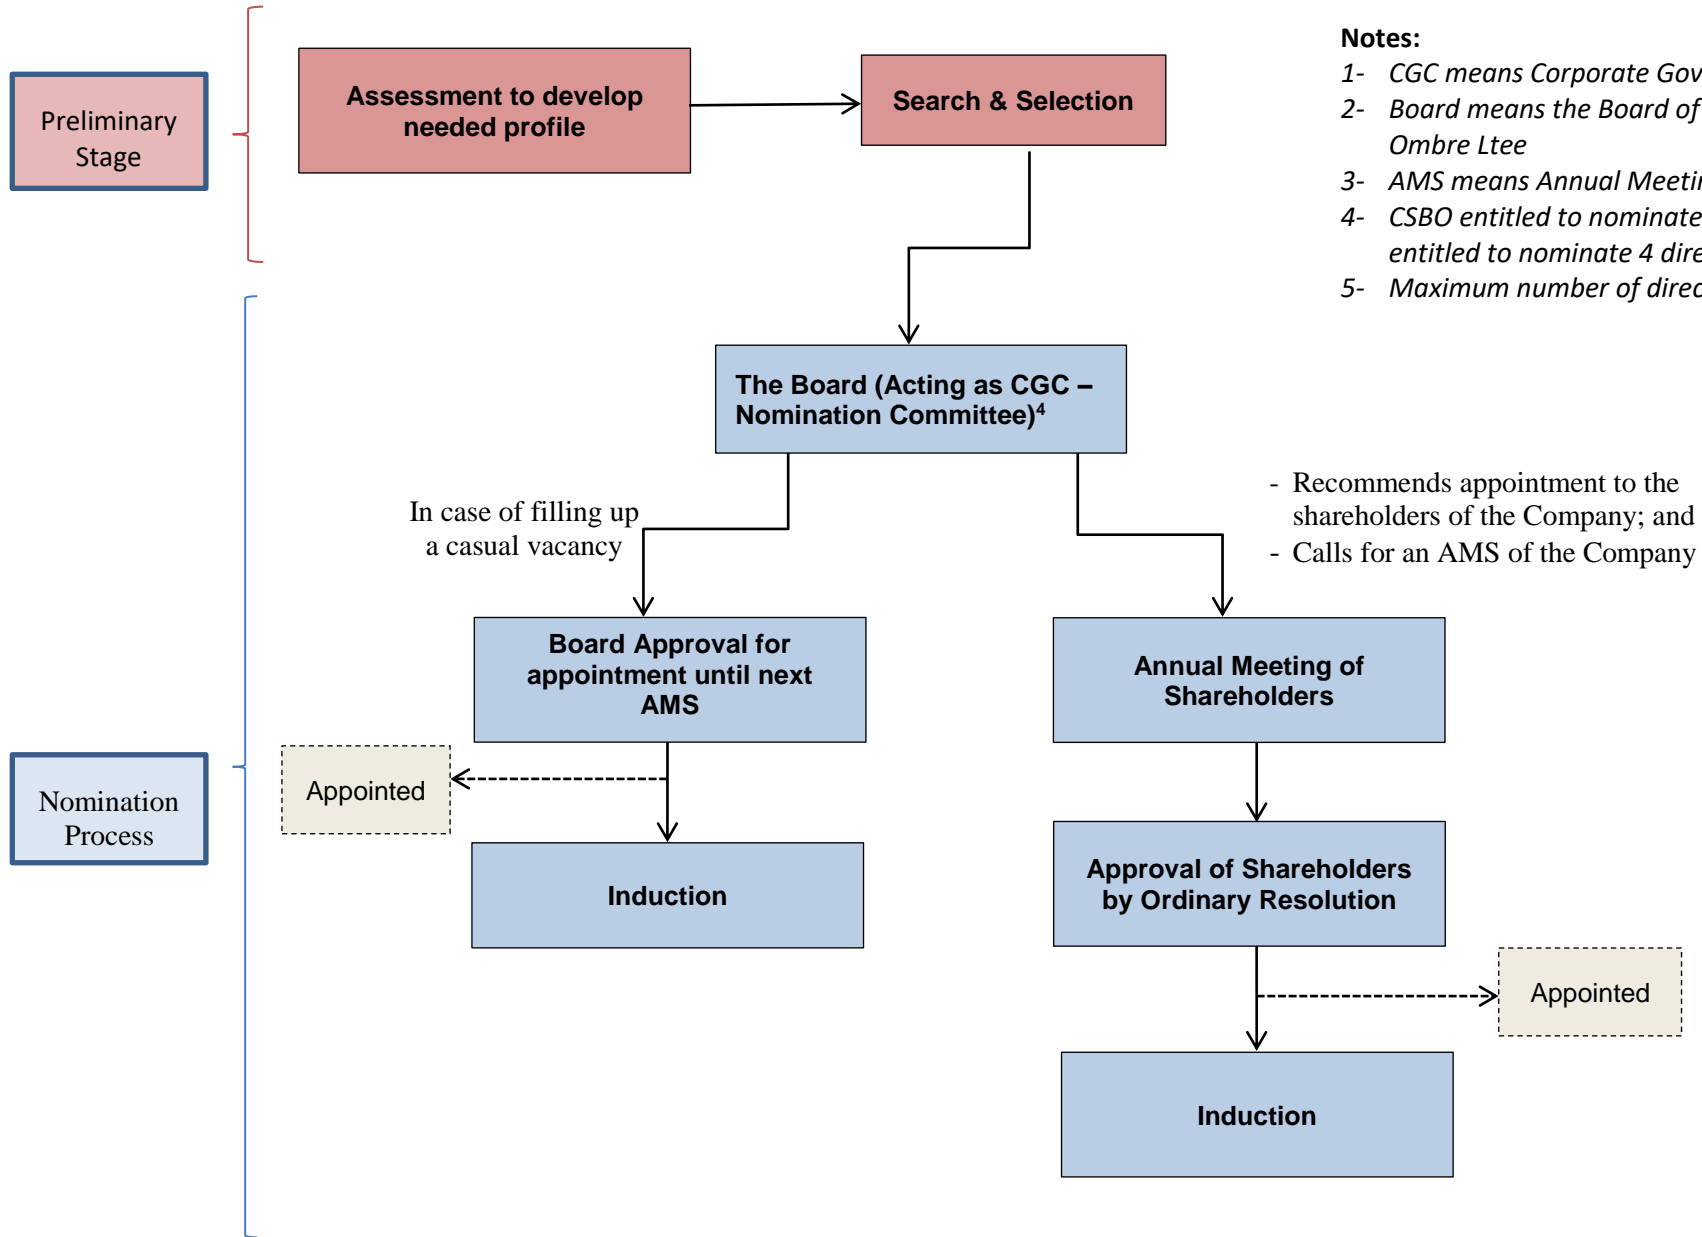 Preliminary
Stage
Assessment to develop
needed profile
Search & Selection
Notes:
1- CGC means Corporate
2- Board means the Board of
Ombre Ltee
3- AMS means Annual
4- CSBO entitled to nominate
entitled to nominate 4
5- Maximum number of
The Board (Acting as CGC –
Nomination Committee)⁴
In case of filling up
a casual vacancy
- Recommends appointment to the
shareholders of the Company; and
- Calls for an AMS of the Company
Board Approval for
appointment until next
AMS
Annual Meeting of
Shareholders
Appointed
Nomination
Process
Induction
Approval of Shareholders
by Ordinary Resolution
Appointed
Induction